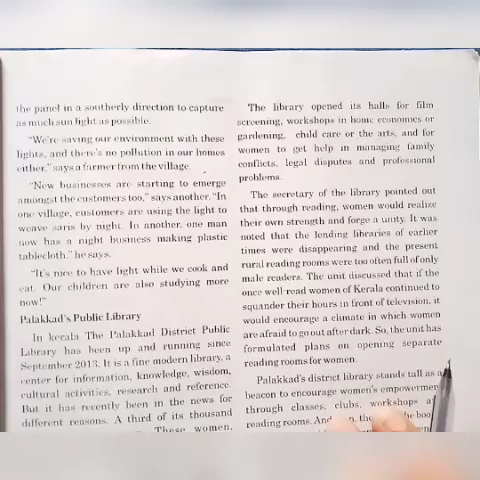 the panel in a southerly direction to capture
as much sun light as possible.
"We're saving our environment with these
lights, and there's no pollution in our homes
either," says a farmer from the village.
"New businesses are starting to emerge
amongst the customers too," says another. "In
one village, customers are using the light to
weave saris by night. In another, one man
now has a night business making plastic
tablecloth," he says.
"It's nice to have light while we cook and
eat. Our children are also studying more
now!"
Palakkad's Public Library
In kerala The Palakkad District Public
Library has been up and running since
September 2013. It is a fine modern library, a
center for information, knowledge, wisdom,
cultural activities, research and reference.
But it has recently been in the news for
different reasons. A third of its thousand
These women,
The library opened its halls for film
screening, workshops in home economics or
gardening, child care or the arts, and for
women to get help in managing family
conficts, legal disputes and professional
problems.
The secretary of the library pointed out
that through reading, women would realize
their own strength and forge a unity. It was
noted that the lending libraries of earlier
times were disappearing and the present
rural reading rooms were too often full of only
male readers. The unit discussed that if the
once well-read women of Kerala continued to
squander their hours in front of television, it
would encourage a climate in which women
are afraid to go out after dark. So, the unit has
formulated plans on opening separate
reading rooms for women.
Palakkad's district library stands tall as a
beacon to encourage women's empowermen
through classes, clubs, workshops a
reading rooms. And the boo